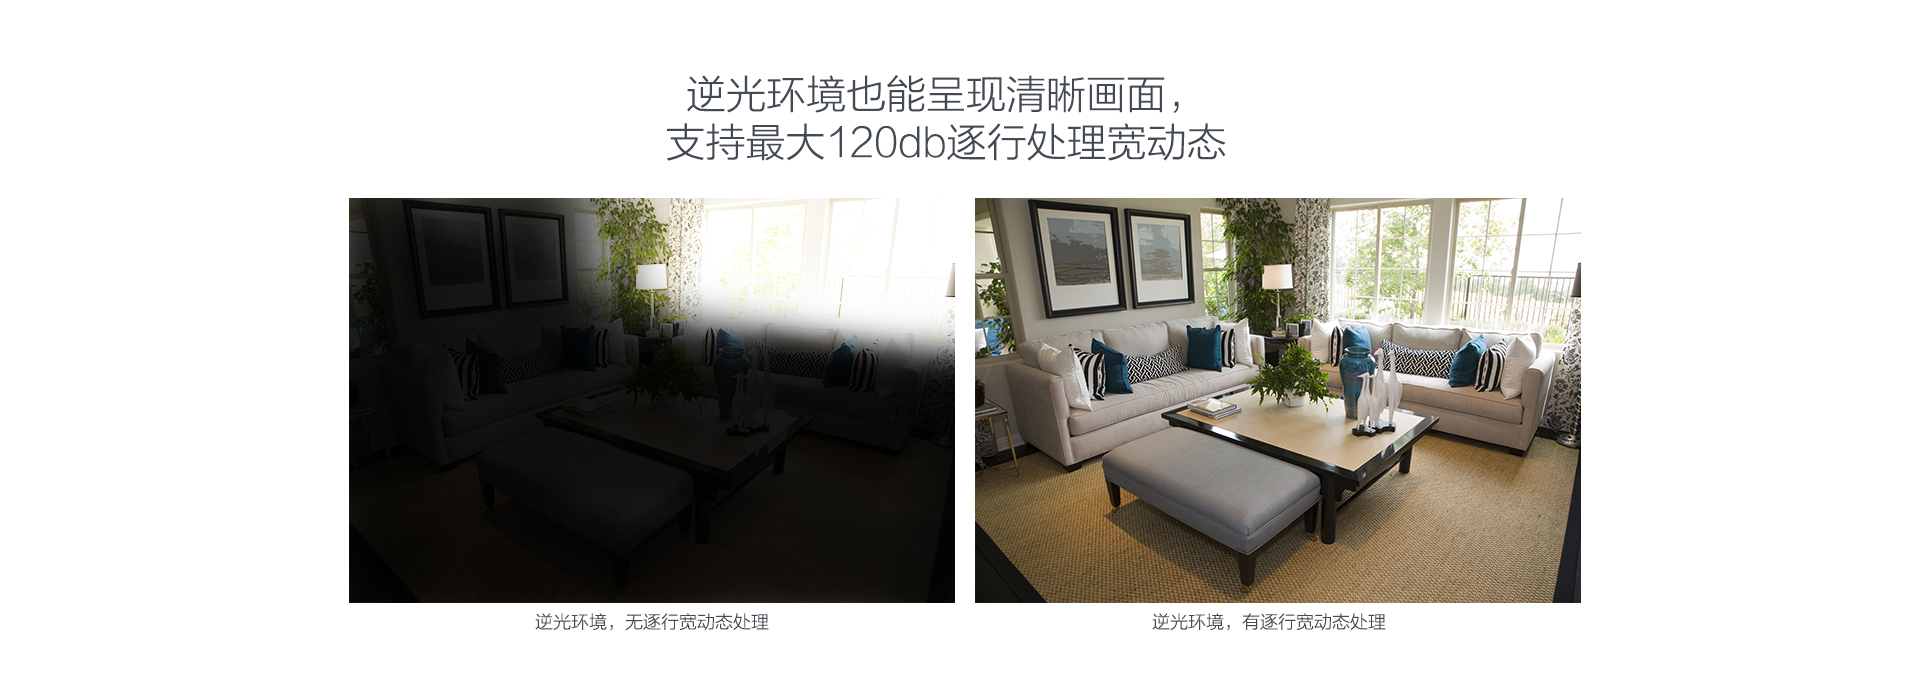 逆光环境也能呈现清晰画面，
支持最大120db逐行处理宽动态
逆光环境，无逐行宽动态处理
逆光环境，有逐行宽动态处理